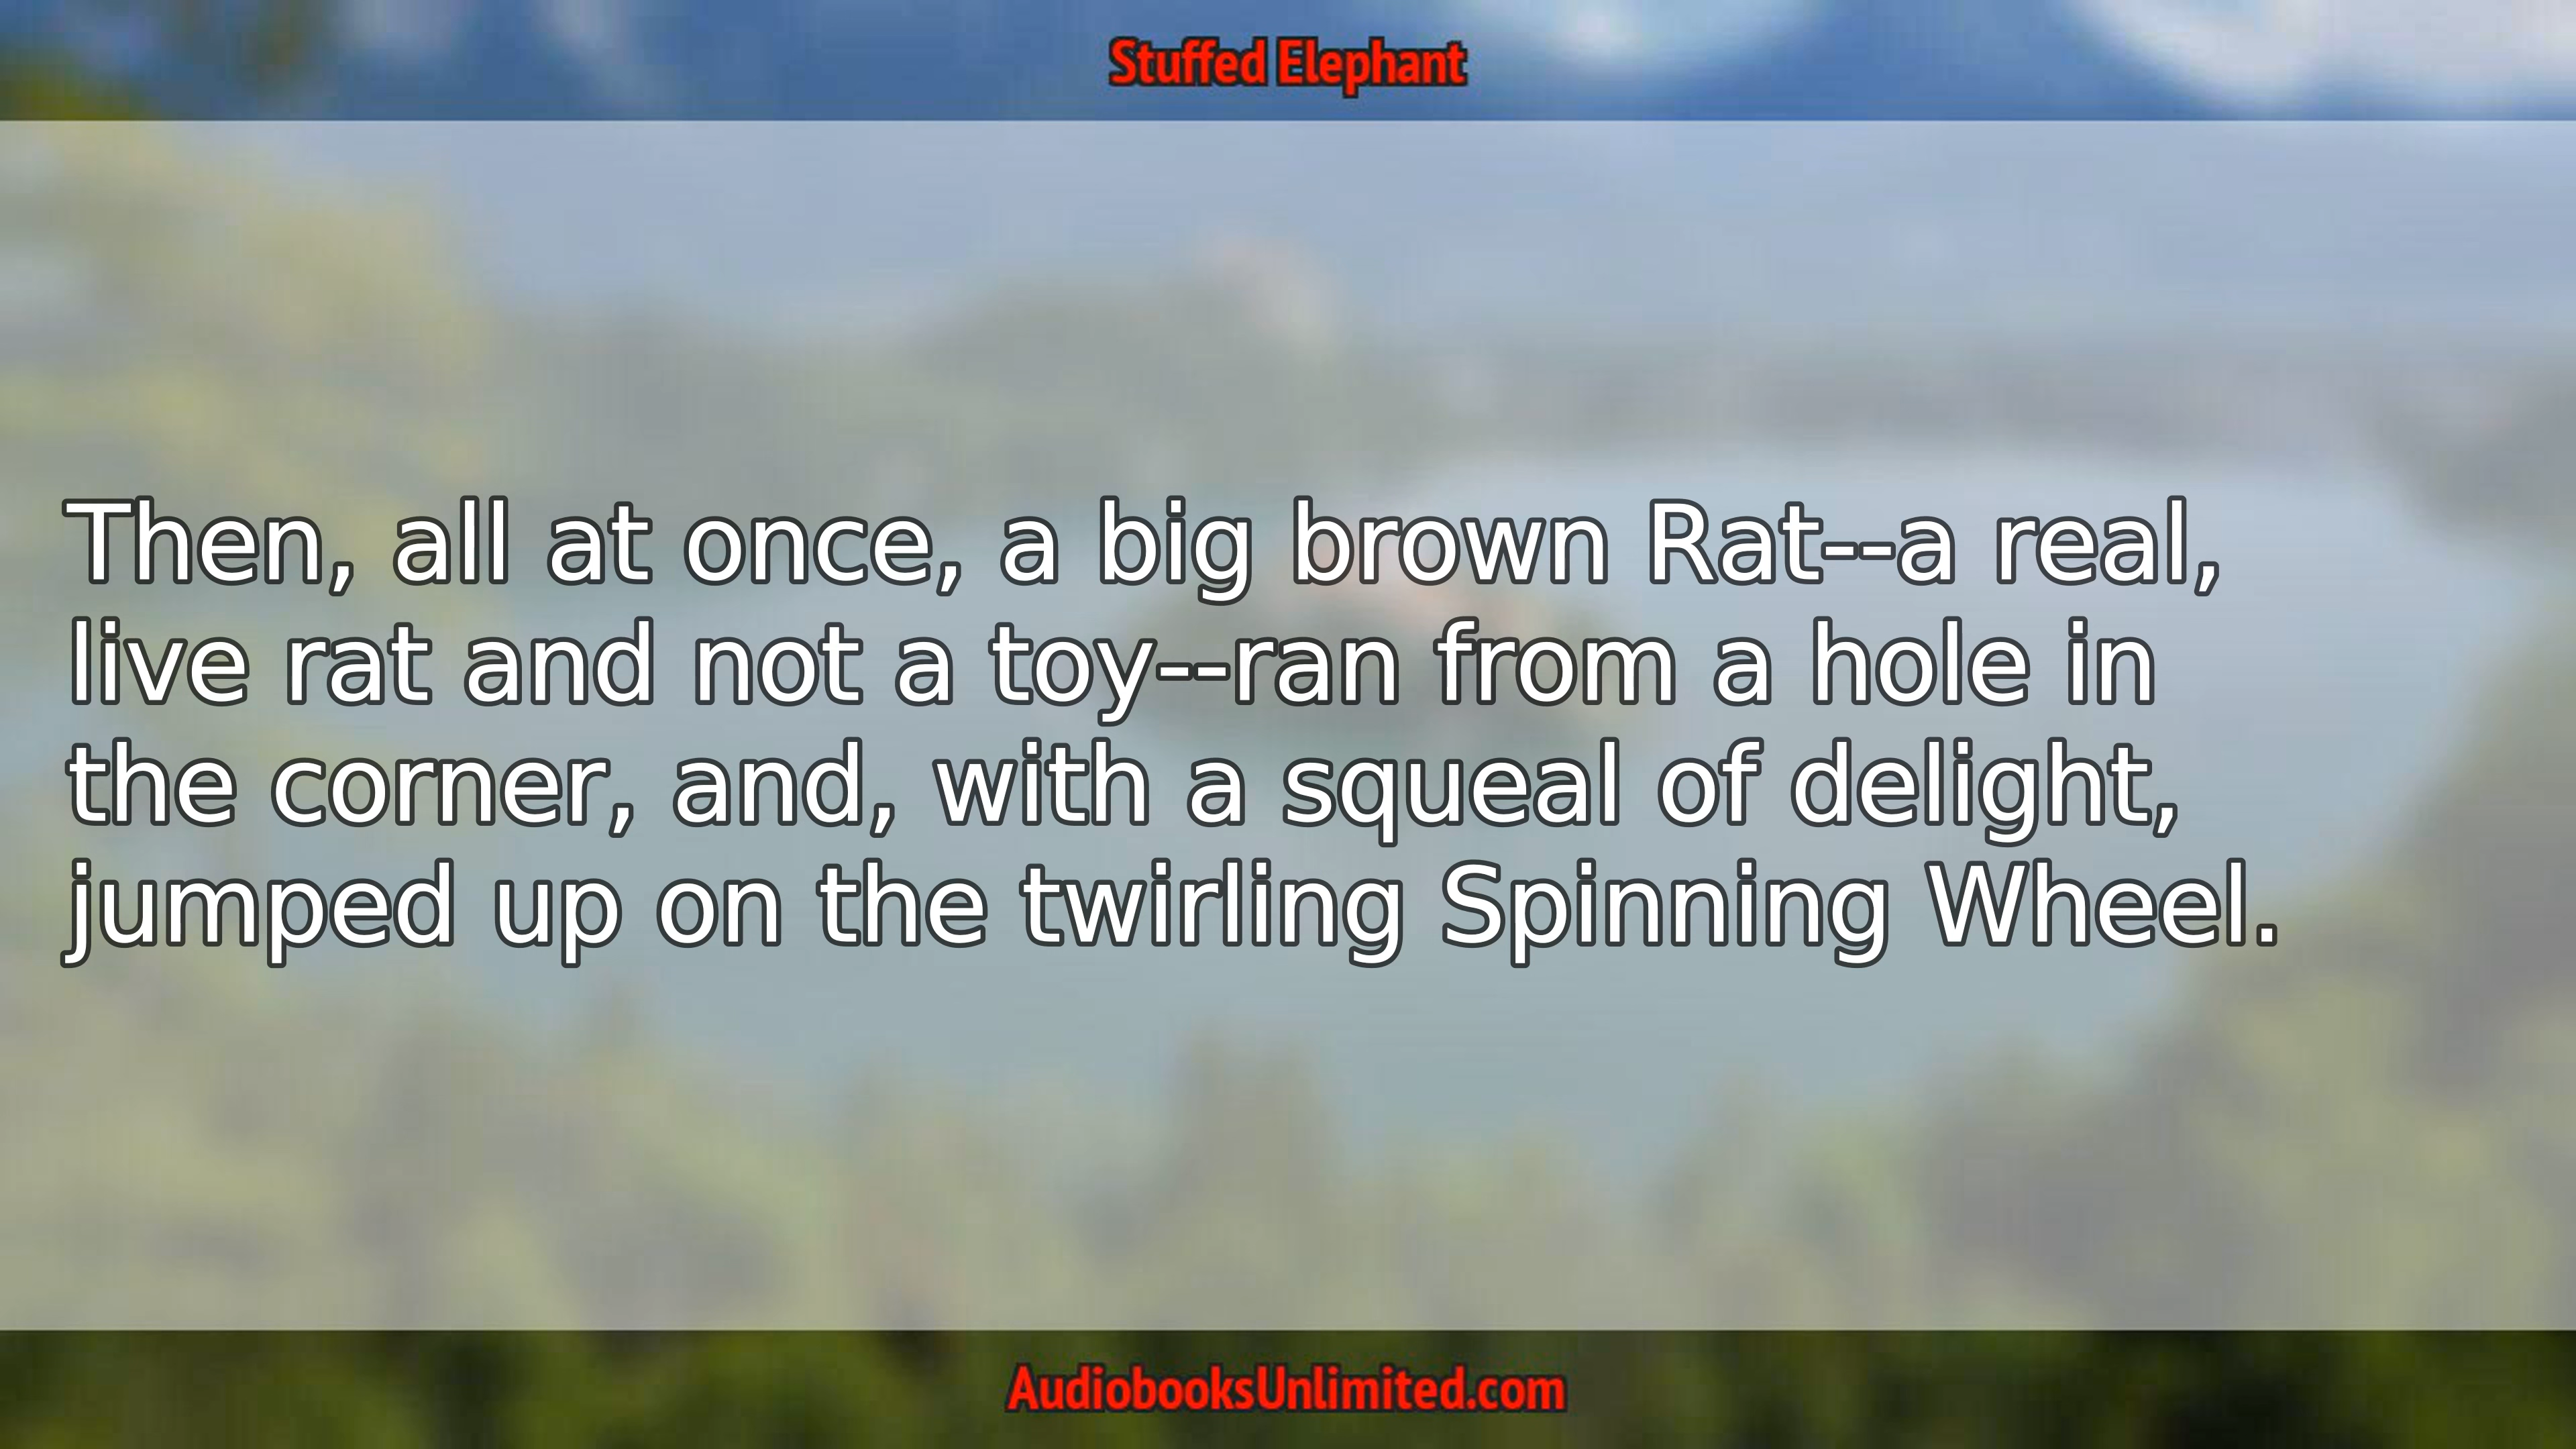 Stuffed Elephant
Then, all at once, a big brown Rat--a real,
live rat and not a toy--ran from a hole in
the corner, and, with a squeal of delight,
jumped up on the twirling Spinning Wheel.
AudiobooksUnlimited.com